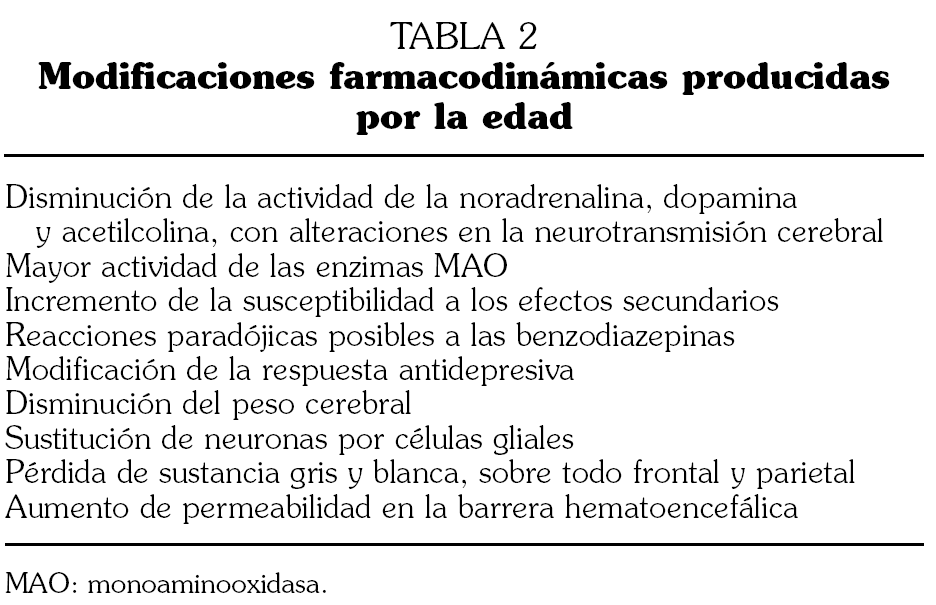 TABLA 2
Modificaciones farmacodinámicas producidas
por la edad
Disminución de la actividad de la noradrenalina, dopamina
y acetilcolina, con alteraciones en la neurotransmisión cerebral
Mayor actividad de las enzimas MAO
Incremento de la susceptibilidad a los efectos secundarios
Reacciones paradójicas posibles a las benzodiazepinas
Modificación de la respuesta antidepresiva
Disminución del peso cerebral
Sustitución de neuronas por células gliales
Pérdida de sustancia gris y blanca, sobre todo frontal y parietal
Aumento de permeabilidad en la barrera hematoencefálica
MAO: monoaminooxidasa.